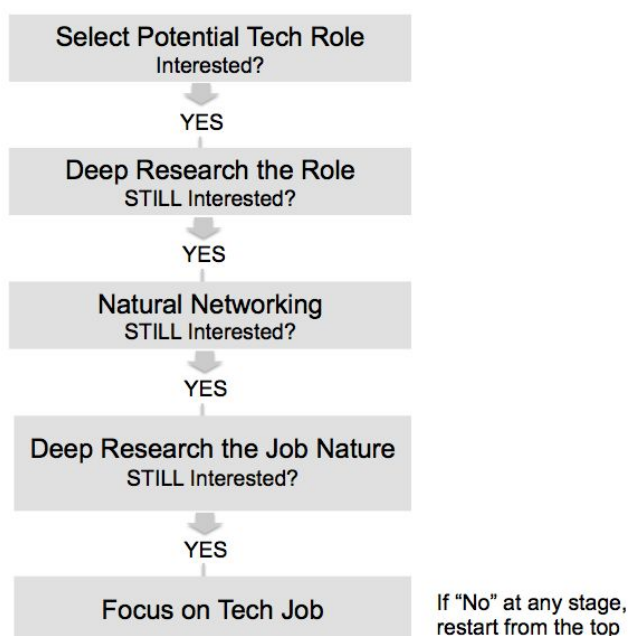 Select Potential Tech Role
Interested?
YES
Deep Research the Role
STILL Interested?
YES
Natural Networking
STILL Interested?
YES
Deep Research the Job Nature
STILL Interested?
YES
Focus on Tech Job
If “No” at any stage,
restart from the top